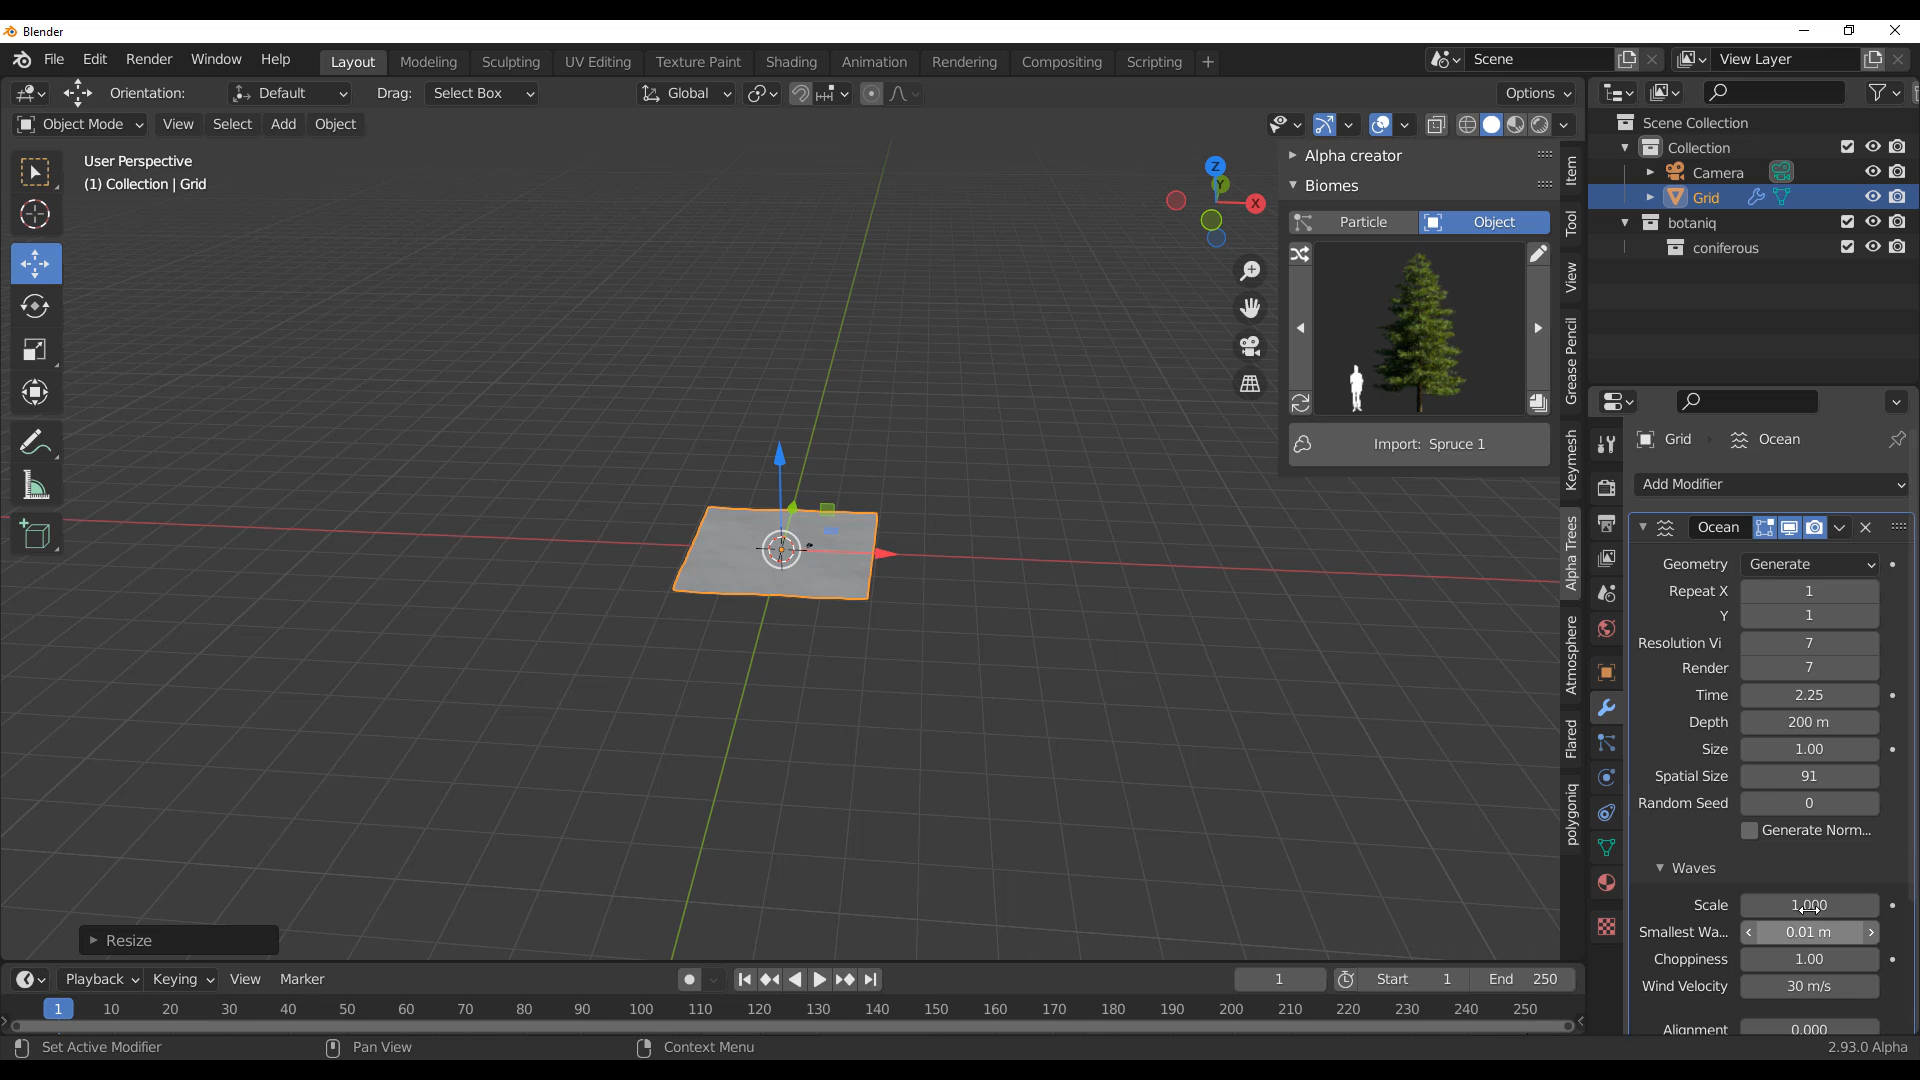 Blender
File Edit Render Window Help Layout Modeling Sculpting UV Editing Texture Paint Shading Animation Rendering Compositing Scripting + Scene View Layer
Orientation: Default Drag: Select Box Global Options
Object Mode View Select Add Object
User Perspective
(1) Collection | Grid
Z
Y
X
Alpha creator
Biomes
Particle Object
Import: Spruce 1
Item
Tool
View
Grease Pencil
Keymesh
Alpha Trees
Atmosphere
Flared
polygoniq
Scene Collection
Collection
Camera
Grid
botaniq
coniferous
Grid Ocean
Add Modifier
Ocean
Geometry Generate
Repeat X 1
Y 1
Resolution Vi 7
Render 7
Time 2.25
Depth 200 m
Size 1.00
Spatial Size 91
Random Seed 0
Generate Norm...
Waves
Scale 1.000
Smallest Wa... 0.01 m
Choppiness 1.00
Wind Velocity 30 m/s
Alignment 0.000
Resize
Playback Keying View Marker 1 Start 1 End 250
1 10 20 30 40 50 60 70 80 90 100 110 120 130 140 150 160 170 180 190 200 210 220 230 240 250
Set Active Modifier Pan View Context Menu 2.93.0 Alpha